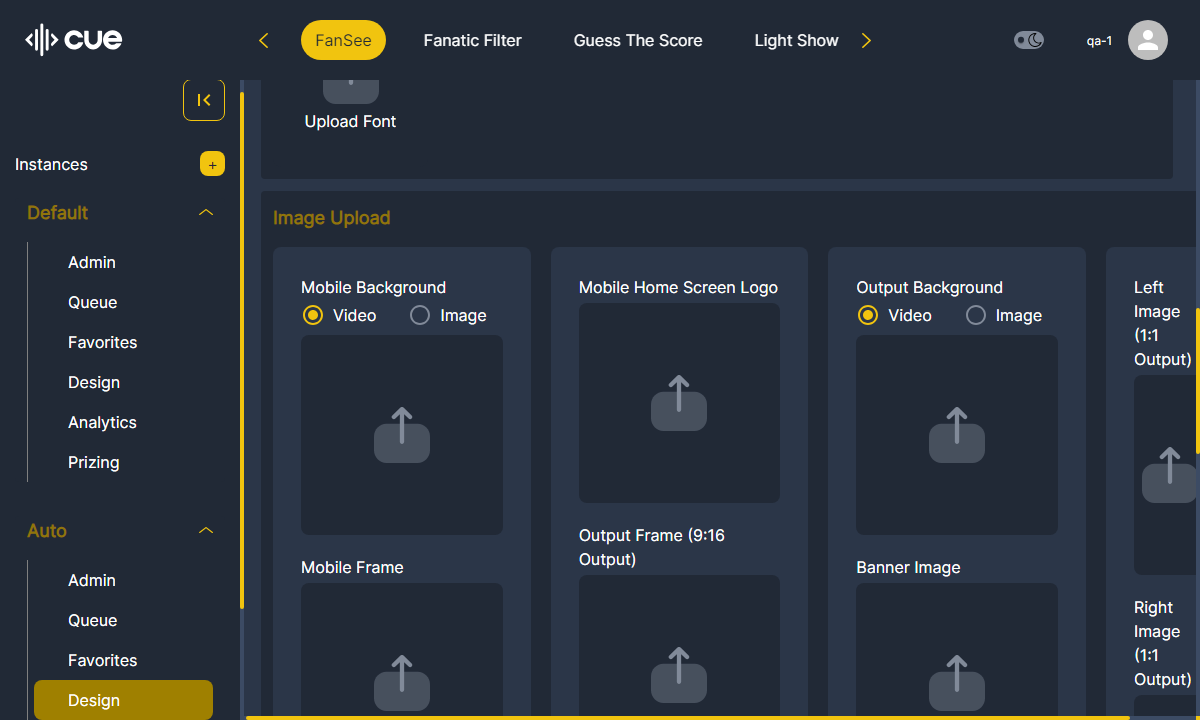 cue
FanSee
Fanatic Filter
Guess The Score
Light Show
qa-1
Instances
+
Default
Admin
Queue
Favorites
Design
Analytics
Prizing
Auto
Admin
Queue
Favorites
Design
Upload Font
Image Upload
Mobile Background
Video
Image
Mobile Frame
Mobile Home Screen Logo
Output Frame (9:16
Output)
Output Background
Video
Image
Banner Image
Left
Image
(1:1
Output)
Right
Image
(1:1
Output)